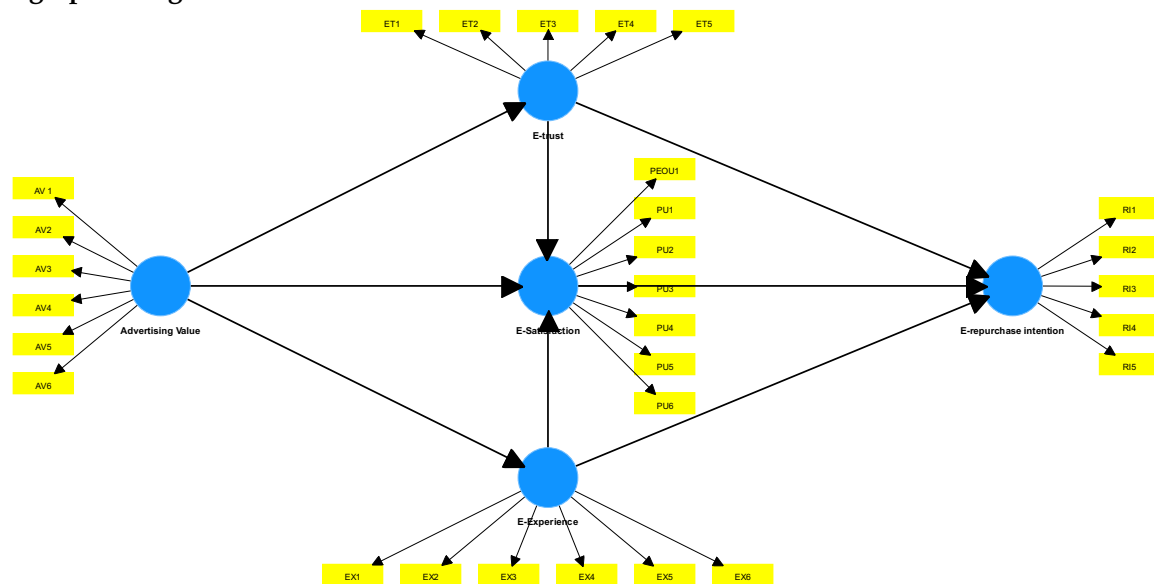 ET1
ET2
ET3
ET4
ET5
E-trust
PEOU1
PU1
PU2
PU3
PU4
PU5
PU6
AV 1
AV2
AV3
AV4
AV5
AV6
Advertising Value
E-Satisfaction
E-repurchase intention
RI1
RI2
RI3
RI4
RI5
E-Experience
EX1
EX2
EX3
EX4
EX5
EX6